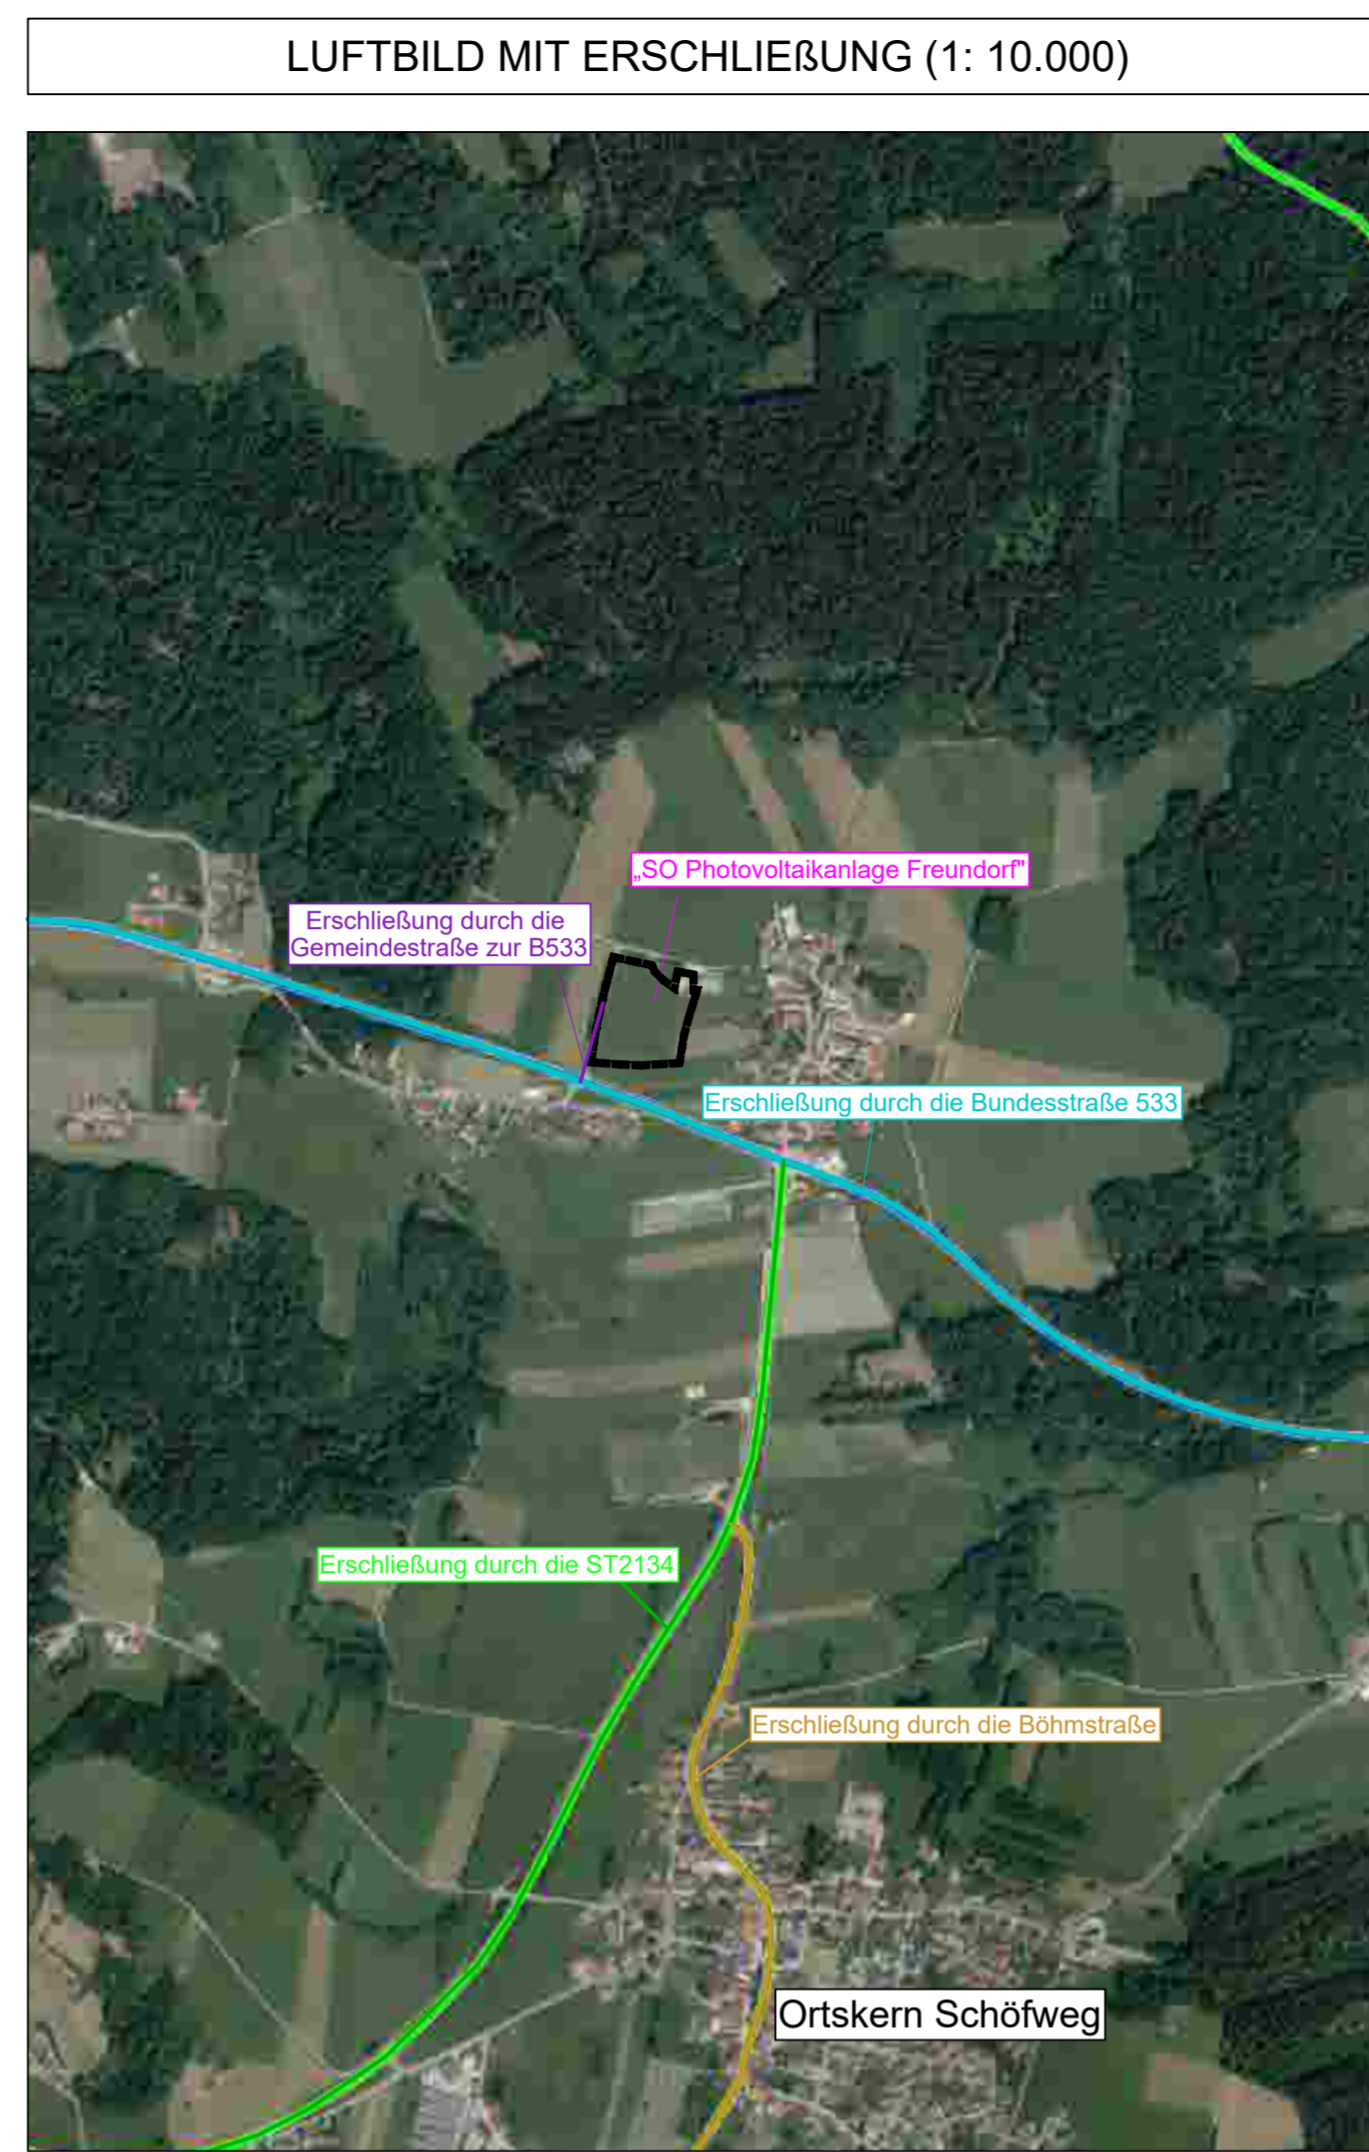 LUFTBILD MIT ERSCHLIEßUNG (1: 10.000)
„SO Photovoltaikanlage Freundorf"
Erschließung durch die
Gemeindestraße zur B533
Erschließung durch die Bundesstraße 533
Erschließung durch die ST2134
Erschließung durch die Böhmstraße
Ortskern Schöfweg